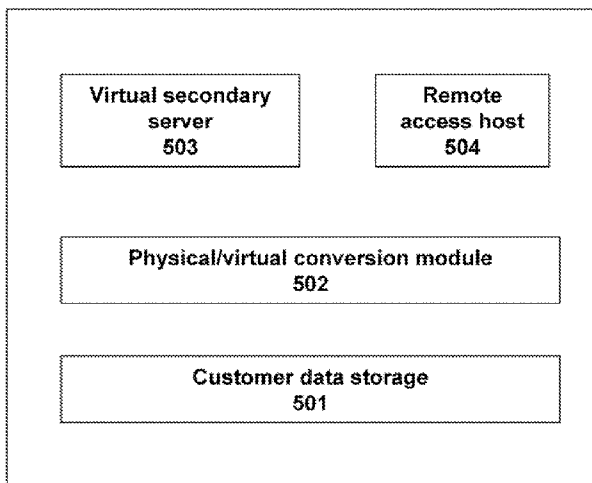 Virtual secondary
server
503
Remote
access host
504
Physical/virtual conversion module
502
Customer data storage
501